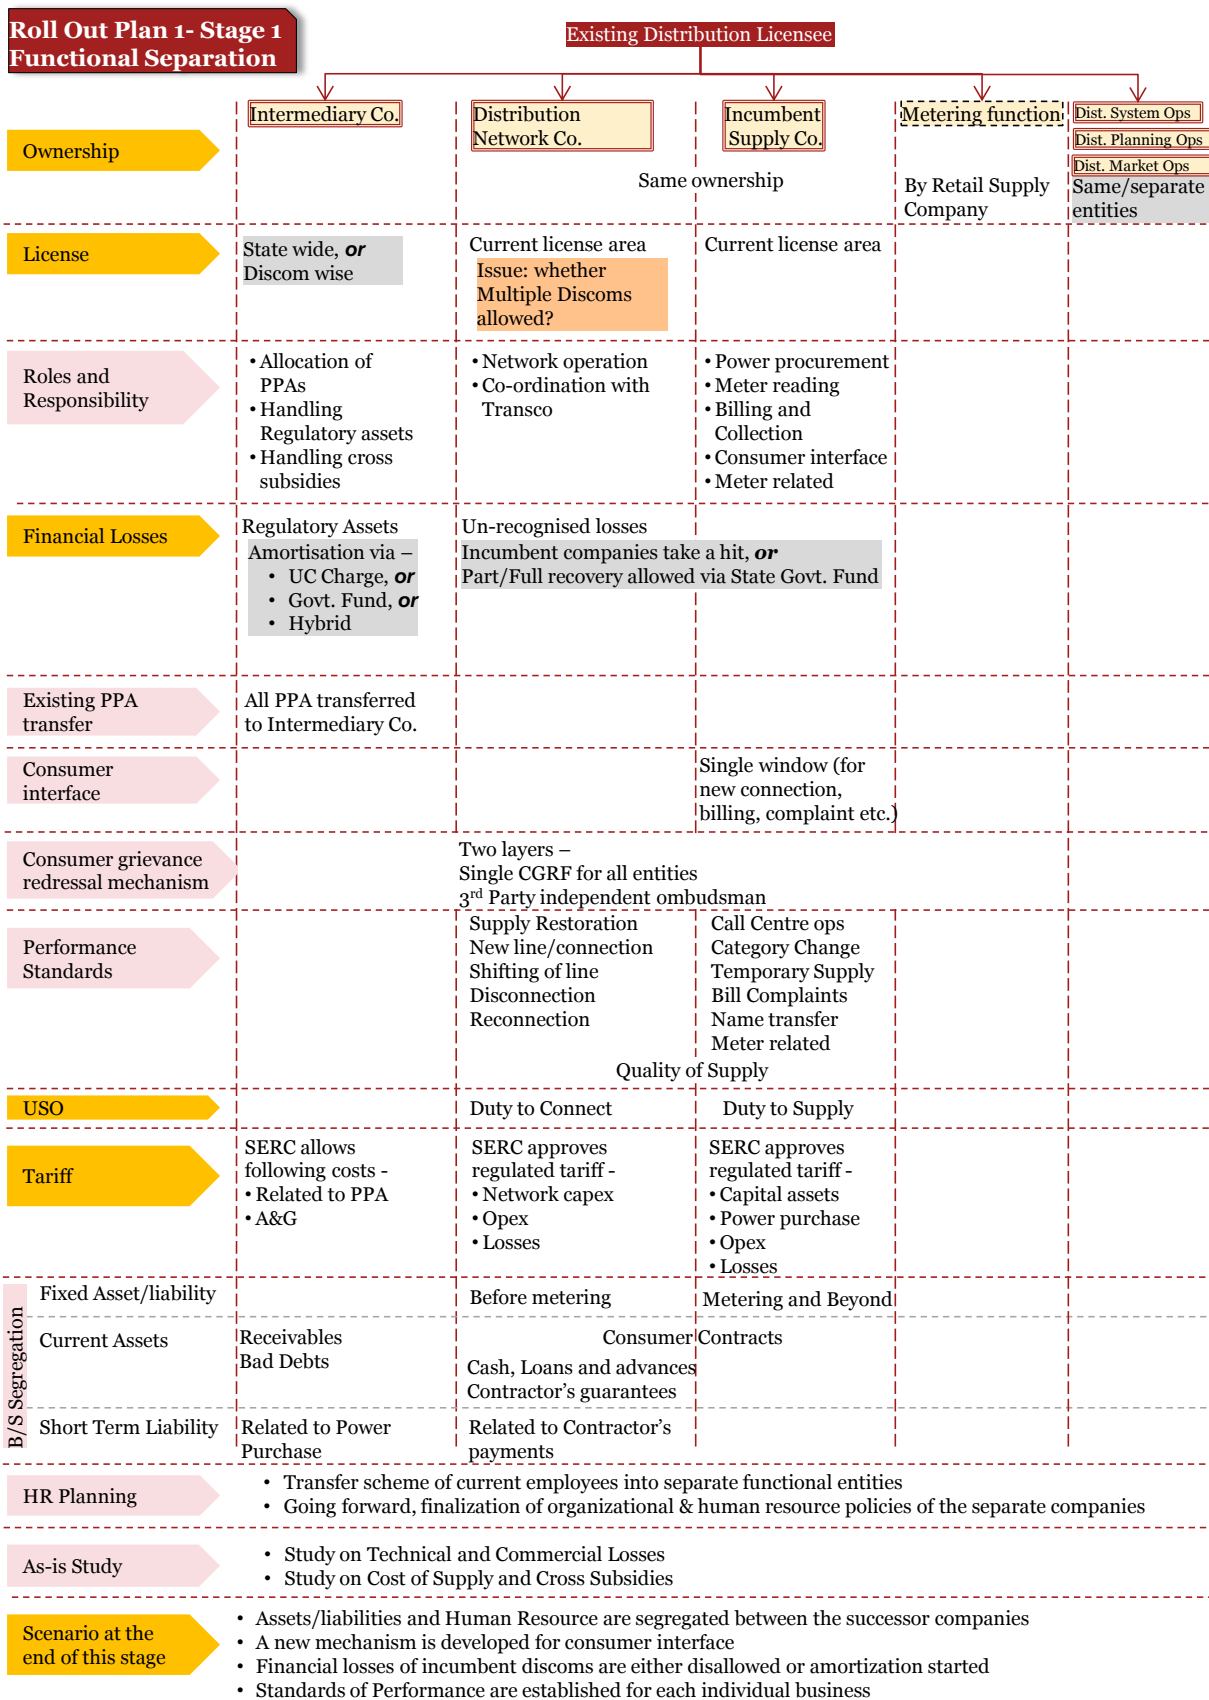 Roll Out Plan 1- Stage 1
Functional Separation
Existing Distribution Licensee
Ownership
Intermediary Co.
Distribution
Network Co.
Incumbent
Supply Co.
Metering function
Dist. System Ops
Dist. Planning Ops
Dist. Market Ops
Same ownership
By Retail Supply
Company
Same/separate
entities
License
State wide, or
Discom wise
Current license area
Issue: whether
Multiple Discoms
allowed?
Current license area
Roles and
Responsibility
• Allocation of
PPAs
• Handling
Regulatory assets
• Handling cross
subsidies
• Network operation
• Co-ordination with
Transco
• Power procurement
• Meter reading
• Billing and
Collection
• Consumer interface
• Meter related
Financial Losses
Regulatory Assets
Amortisation via –
• UC Charge, or
• Govt. Fund, or
• Hybrid
Un-recognised losses
Incumbent companies take a hit, or
Part/Full recovery allowed via State Govt. Fund
Existing PPA
transfer
All PPA transferred
to Intermediary Co.
Consumer
interface
Single window (for
new connection,
billing, complaint etc.)
Consumer grievance
redressal mechanism
Two layers –
Single CGRF for all entities
3rd Party independent ombudsman
Performance
Standards
Supply Restoration
New line/connection
Shifting of line
Disconnection
Reconnection
Call Centre ops
Category Change
Temporary Supply
Bill Complaints
Name transfer
Meter related
Quality of Supply
USO
Duty to Connect
Duty to Supply
Tariff
SERC allows
following costs -
• Related to PPA
• A&G
SERC approves
regulated tariff -
• Network capex
• Opex
• Losses
SERC approves
regulated tariff -
• Capital assets
• Power purchase
• Opex
• Losses
B/S Segregation
Fixed Asset/liability
Before metering
Metering and Beyond
Current Assets
Receivables
Bad Debts
Consumer Contracts
Cash, Loans and advances
Contractor's guarantees
Short Term Liability
Related to Power
Purchase
Related to Contractor's
payments
HR Planning
• Transfer scheme of current employees into separate functional entities
• Going forward, finalization of organizational & human resource policies of the separate companies
As-is Study
• Study on Technical and Commercial Losses
• Study on Cost of Supply and Cross Subsidies
Scenario at the
end of this stage
• Assets/liabilities and Human Resource are segregated between the successor companies
• A new mechanism is developed for consumer interface
• Financial losses of incumbent discoms are either disallowed or amortization started
• Standards of Performance are established for each individual business